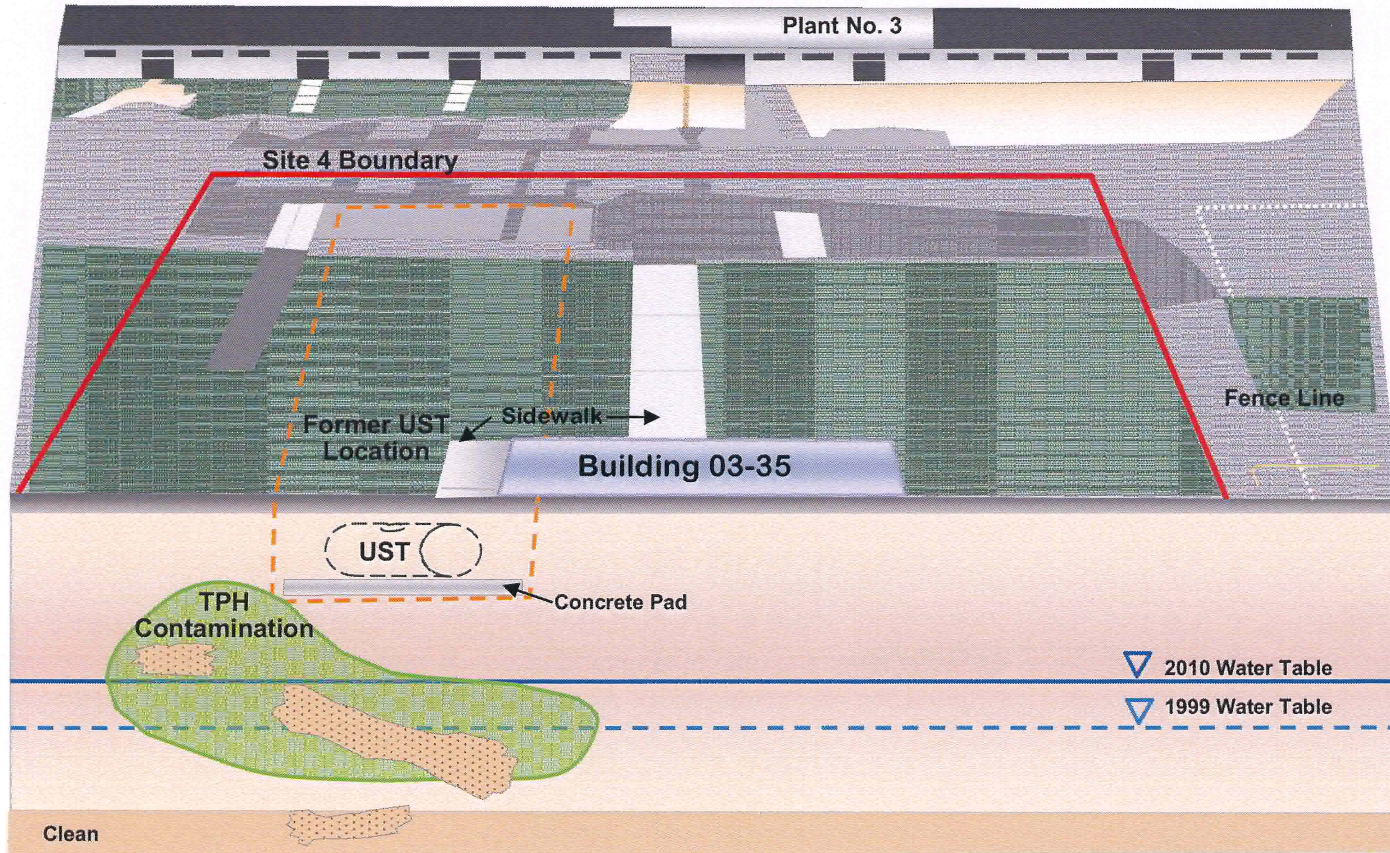 Plant No. 3
Site 4 Boundary
Fence Line
Former UST
Location
Sidewalk
Building 03-35
UST
Concrete Pad
TPH
Contamination
2010 Water Table
1999 Water Table
Clean